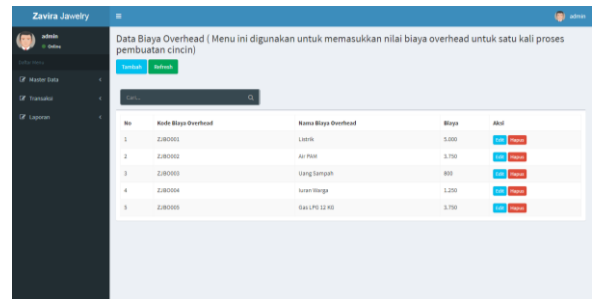 Zavira Jawelry
admin
admin
Online
Daftar Menu
Master Data
Transaksi
Laporan
Data Biaya Overhead ( Menu ini digunakan untuk memasukkan nilai biaya overhead untuk satu kali proses
pembuatan cincin)
Tambah Refresh
Cari...
No Kode Biaya Overhead Nama Biaya Overhead Biaya Aksi
1 ZJBO001 Listrik 5.000 Edit Hapus
2 ZJBO002 Air PAM 3.750 Edit Hapus
3 ZJBO003 Uang Sampah 800 Edit Hapus
4 ZJBO004 Iuran Warga 1.250 Edit Hapus
5 ZJBO005 Gas LPG 12 KG 3.750 Edit Hapus